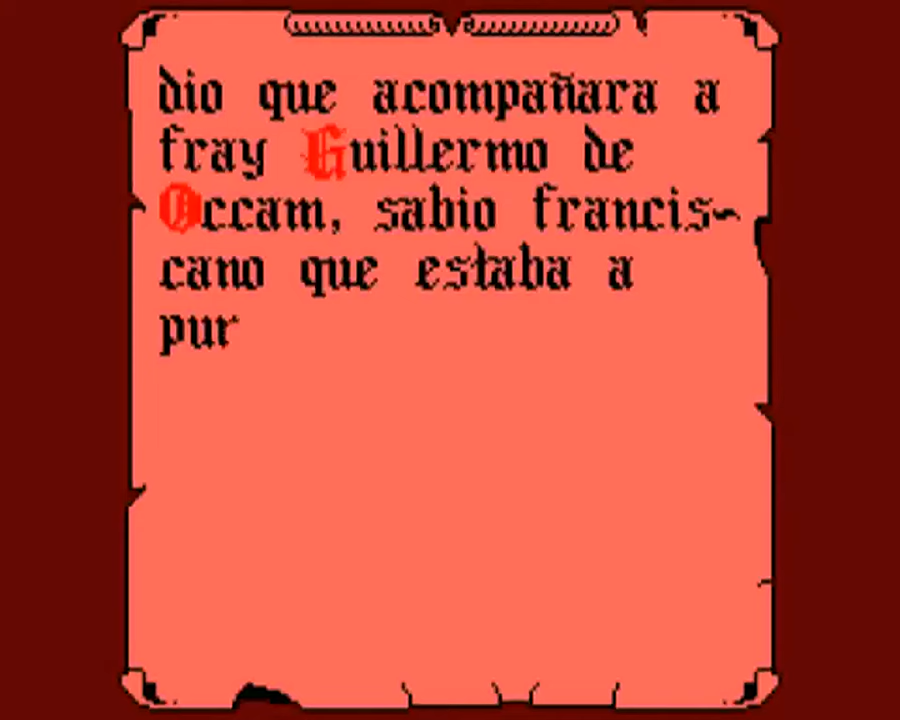 dio que acompañara a
fray Guillermo de
Occam, sabio francis-
cano que estaba a
pur